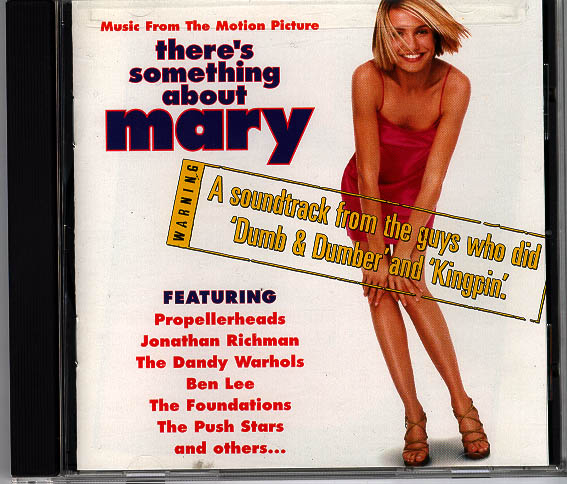 Music From The Motion Picture
there's
something
about
mary
WARNING
A soundtrack from the guys who did
'Dumb & Dumber' and 'Kingpin'.
FEATURING
Propellerheads
Jonathan Richman
The Dandy Warhols
Ben Lee
The Foundations
The Push Stars
and others...